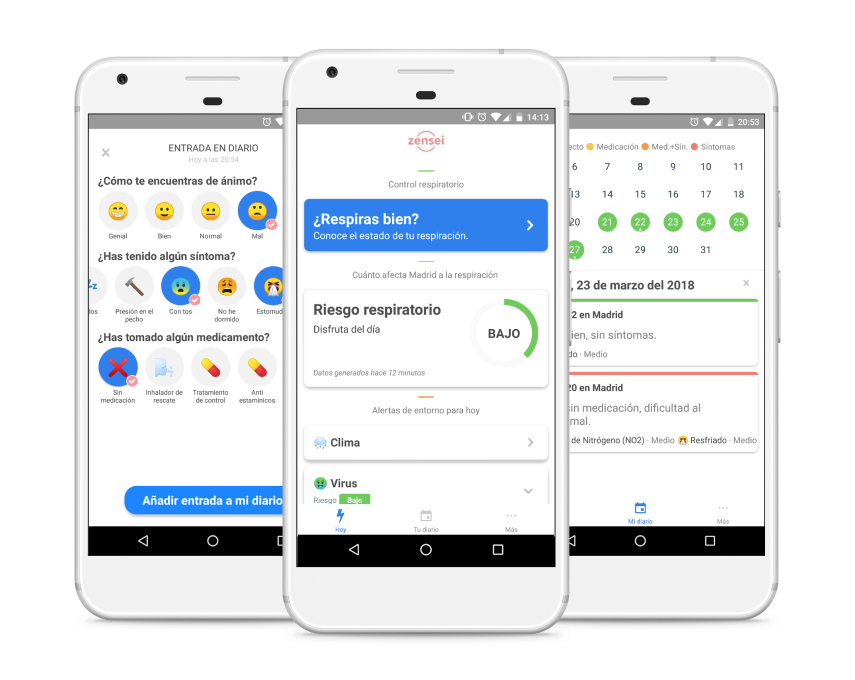 ENTRADA EN DIARIO
Hoy a las 20:54
¿Cómo te encuentras de ánimo?
Genial
Bien
Normal
Mal
¿Has tenido algún síntoma?
Presión en el
pecho
Con tos
No he
dormido
¿Has tomado algún medicamento?
Sin
medicación
Inhalador de
rescate
Tratamiento
de control
Anti
estamínicos
Añadir entrada a mi diario
14:13
zensei
Control respiratorio
¿Respiras bien?
Conoce el estado de tu respiración.
Cuánto afecta Madrid a la respiración
Riesgo respiratorio
Disfruta del día
BAJO
Datos generados hace 12 minutos
Alertas de entorno para hoy
Clima
Virus
Riesgo Bajo
Hoy
Tu diario
Más
20:53
Medicación Med.+Sín. Síntomas
6 7 8 9 10 11
13 14 15 16 17 18
20 21 22 23 24 25
27 28 29 30 31
, 23 de marzo del 2018
en Madrid
sin síntomas.
· Medio
en Madrid
medicación, dificultad al
de Nitrógeno (NO2) · Medio Resfriado · Medio
Mi diario
Más